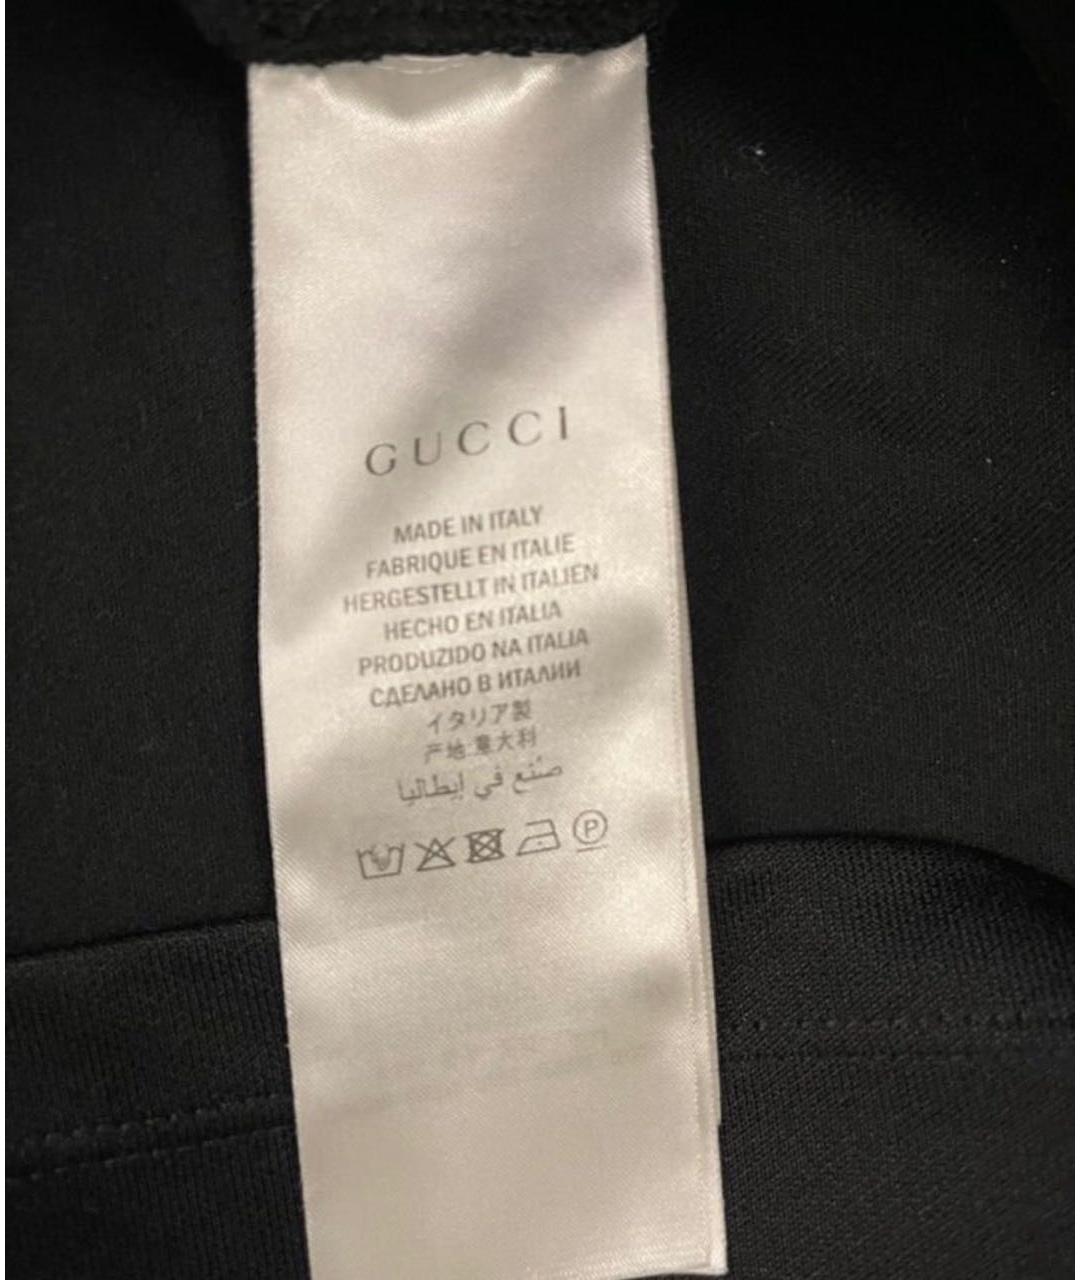 GUCCI
MADE IN ITALY
FABRIQUE EN ITALIE
HERGESTELLT IN ITALIEN
HECHO EN ITALIA
PRODUZIDO NA ITALIA
СДЕЛАНО В ИТАЛИИ
イタリア製
产地:意大利
صُنع في إيطاليا
P